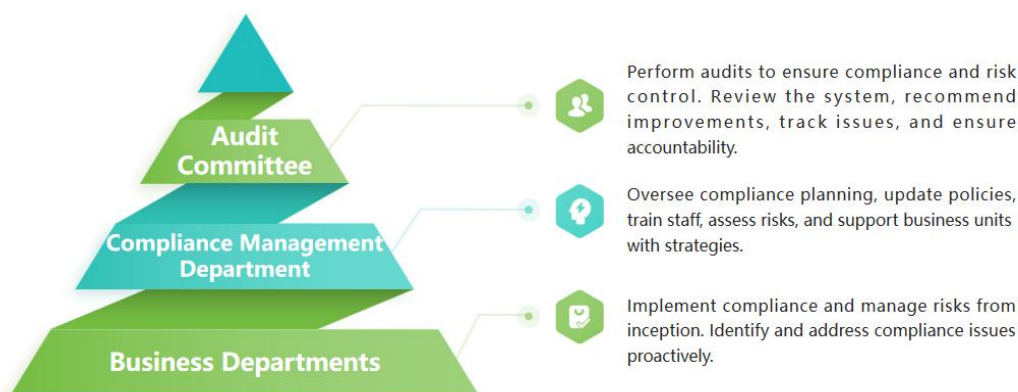 Audit
Committee
Perform audits to ensure compliance and risk
control. Review the system, recommend
improvements, track issues, and ensure
accountability.
Compliance Management
Department
Oversee compliance planning, update policies,
train staff, assess risks, and support business units
with strategies.
Business Departments
Implement compliance and manage risks from
inception. Identify and address compliance issues
proactively.